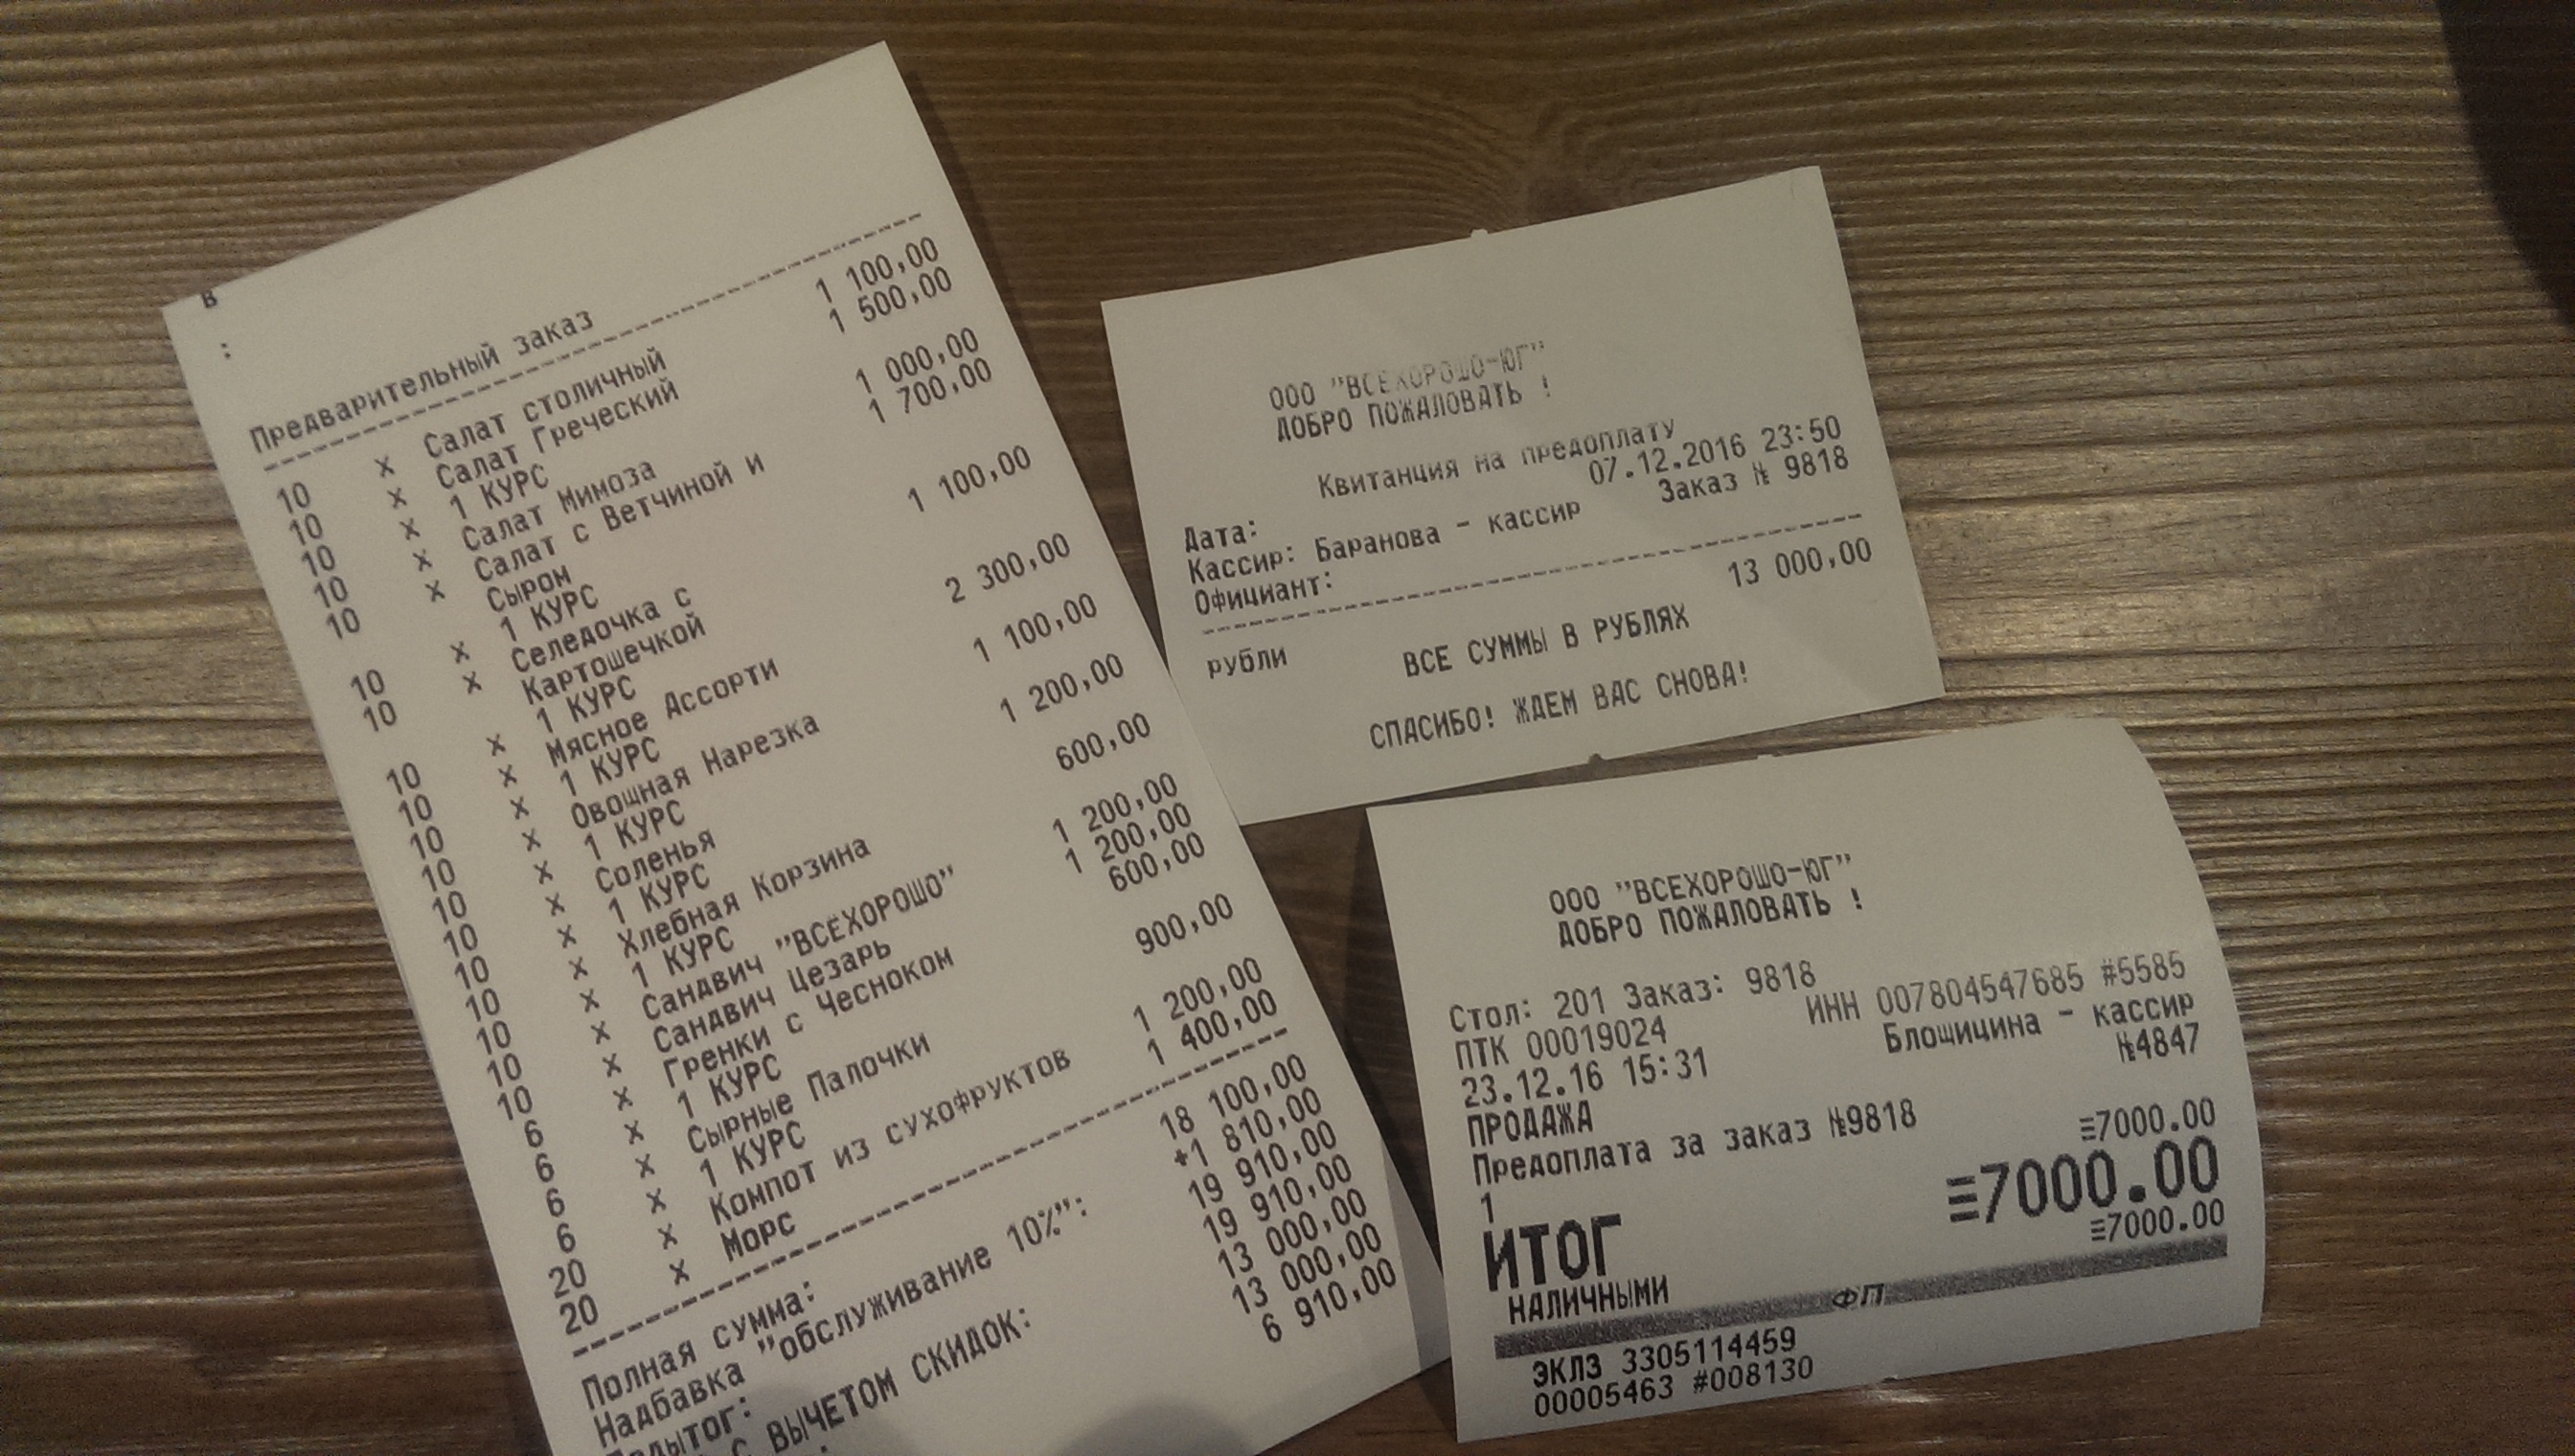 в
:
Предварительный заказ
10 x Салат столичный 1 100,00
10 x Салат Греческий 1 500,00
10 x 1 КУРС
10 x Салат Мимоза 1 000,00
10 x Салат с Ветчиной и 1 700,00
Сыром
10 x 1 КУРС
10 x Селедочка с 1 100,00
Картошечкой
10 x 1 КУРС
10 x Мясное Ассорти 2 300,00
10 x 1 КУРС
10 x Овощная Нарезка 1 100,00
10 x 1 КУРС
10 x Соленья 1 200,00
10 x 1 КУРС
10 x Хлебная Корзина 600,00
10 x 1 КУРС
10 x Сандвич "ВСЕХОРОШО" 1 200,00
10 x Сандвич Цезарь 1 200,00
6 x Гренки с Чесноком 600,00
6 x 1 КУРС
6 x Сырные Палочки 900,00
6 x 1 КУРС
20 x Компот из сухофруктов 1 200,00
20 x Морс 1 400,00
Полная сумма: 18 100,00
Надбавка "обслуживание 10%": +1 810,00
Подытог: 19 910,00
С ВЫЧЕТОМ СКИДОК: 19 910,00
13 000,00
13 000,00
6 910,00
ООО "ВСЕХОРОШО-ЮГ"
ДОБРО ПОЖАЛОВАТЬ !
Квитанция на предоплату
Дата: 07.12.2016 23:50
Кассир: Баранова - кассир Заказ № 9818
Официант:
рубли 13 000,00
ВСЕ СУММЫ В РУБЛЯХ
СПАСИБО! ЖДЕМ ВАС СНОВА!
ООО "ВСЕХОРОШО-ЮГ"
ДОБРО ПОЖАЛОВАТЬ !
Стол: 201 Заказ: 9818
ПТК 00019024 ИНН 007804547685 #5585
23.12.16 15:31 Блошицина - кассир
ПРОДАЖА №4847
Предоплата за заказ №9818
1 ≡7000.00
ИТОГ ≡7000.00
НАЛИЧНЫМИ ≡7000.00
ФП
ЭКЛЗ 3305114459
00005463 #008130